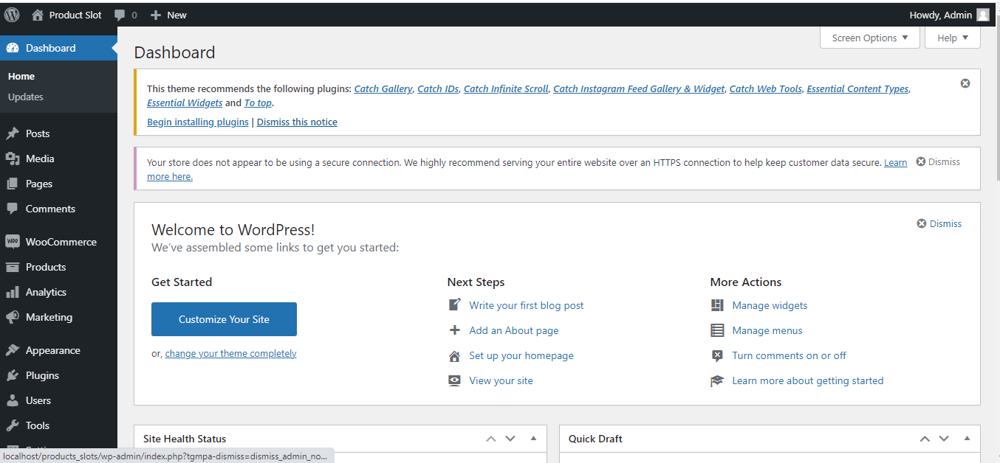 Product Slot
0
New
Howdy, Admin
Dashboard
Home
Updates
Posts
Media
Pages
Comments
WooCommerce
Products
Analytics
Marketing
Appearance
Plugins
Users
Tools
Screen Options
Help
Dashboard
This theme recommends the following plugins: Catch Gallery, Catch IDs, Catch Infinite Scroll, Catch Instagram Feed Gallery & Widget, Catch Web Tools, Essential Content Types,
Essential Widgets and To top.
Begin installing plugins | Dismiss this notice
Your store does not appear to be using a secure connection. We highly recommend serving your entire website over an HTTPS connection to help keep customer data secure. Learn
more here.
Dismiss
Welcome to WordPress!
Dismiss
We've assembled some links to get you started:
Get Started
Customize Your Site
or, change your theme completely
Next Steps
Write your first blog post
Add an About page
Set up your homepage
View your site
More Actions
Manage widgets
Manage menus
Turn comments on or off
Learn more about getting started
Site Health Status
Quick Draft
localhost/products_slots/wp-admin/index.php?tgmpa-dismiss=dismiss_admin_no...